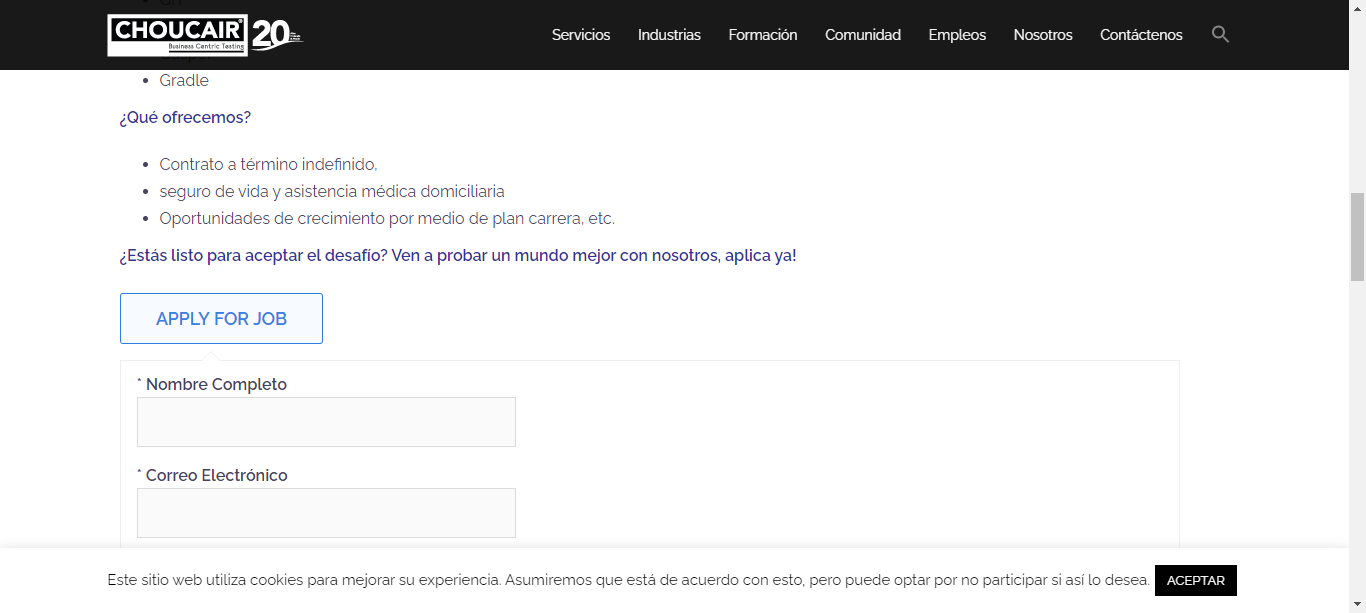 CHOUCAIR
Business Centric Testing
20
Servicios
Industrias
Formación
Comunidad
Empleos
Nosotros
Contáctenos
Gradle
¿Qué ofrecemos?
Contrato a término indefinido,
seguro de vida y asistencia médica domiciliaria
Oportunidades de crecimiento por medio de plan carrera, etc.
¿Estás listo para aceptar el desafío? Ven a probar un mundo mejor con nosotros, aplica ya!
APPLY FOR JOB
* Nombre Completo
* Correo Electrónico
Este sitio web utiliza cookies para mejorar su experiencia. Asumiremos que está de acuerdo con esto, pero puede optar por no participar si así lo desea.
ACEPTAR